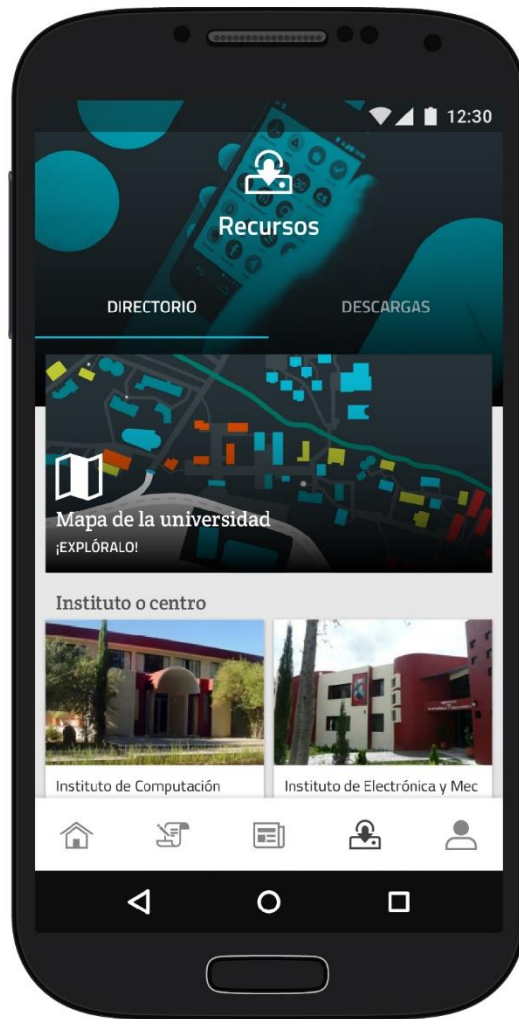 12:30
Recursos
DIRECTORIO DESCARGAS
Mapa de la universidad
¡EXPLÓRALO!
Instituto o centro
Instituto de Computación Instituto de Electrónica y Mec